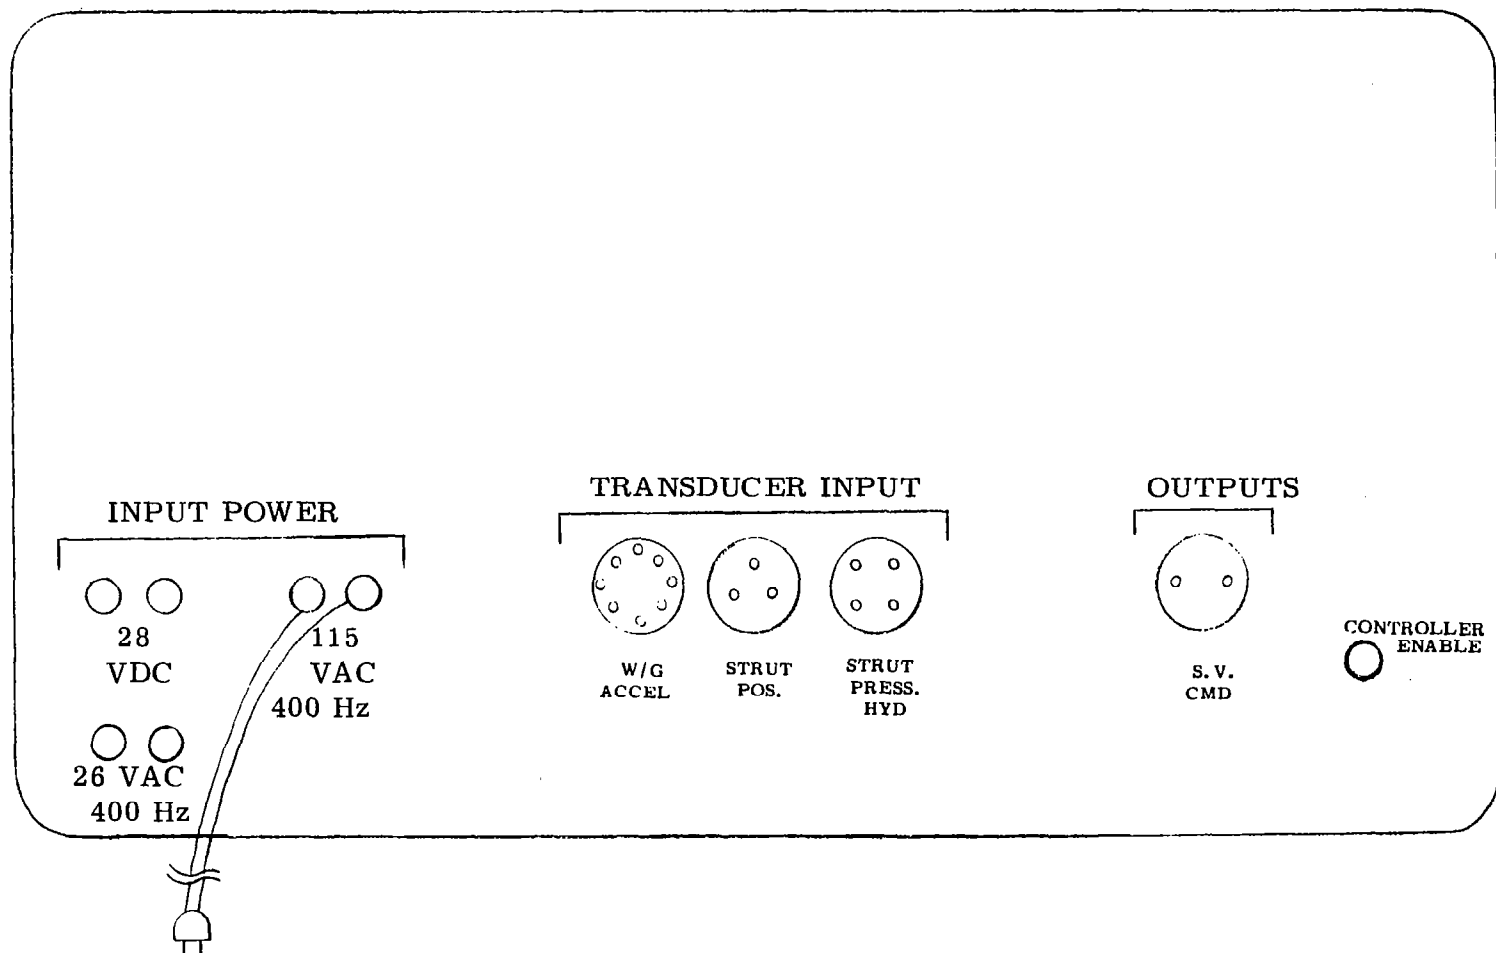 INPUT POWER
28
VDC
115
VAC
400 Hz
26 VAC
400 Hz
TRANSDUCER INPUT
W/G
ACCEL
STRUT
POS.
STRUT
PRESS.
HYD
OUTPUTS
S. V.
CMD
CONTROLLER
ENABLE